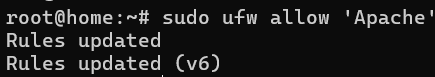 root@home:~# sudo ufw allow 'Apache'
Rules updated
Rules updated (v6)